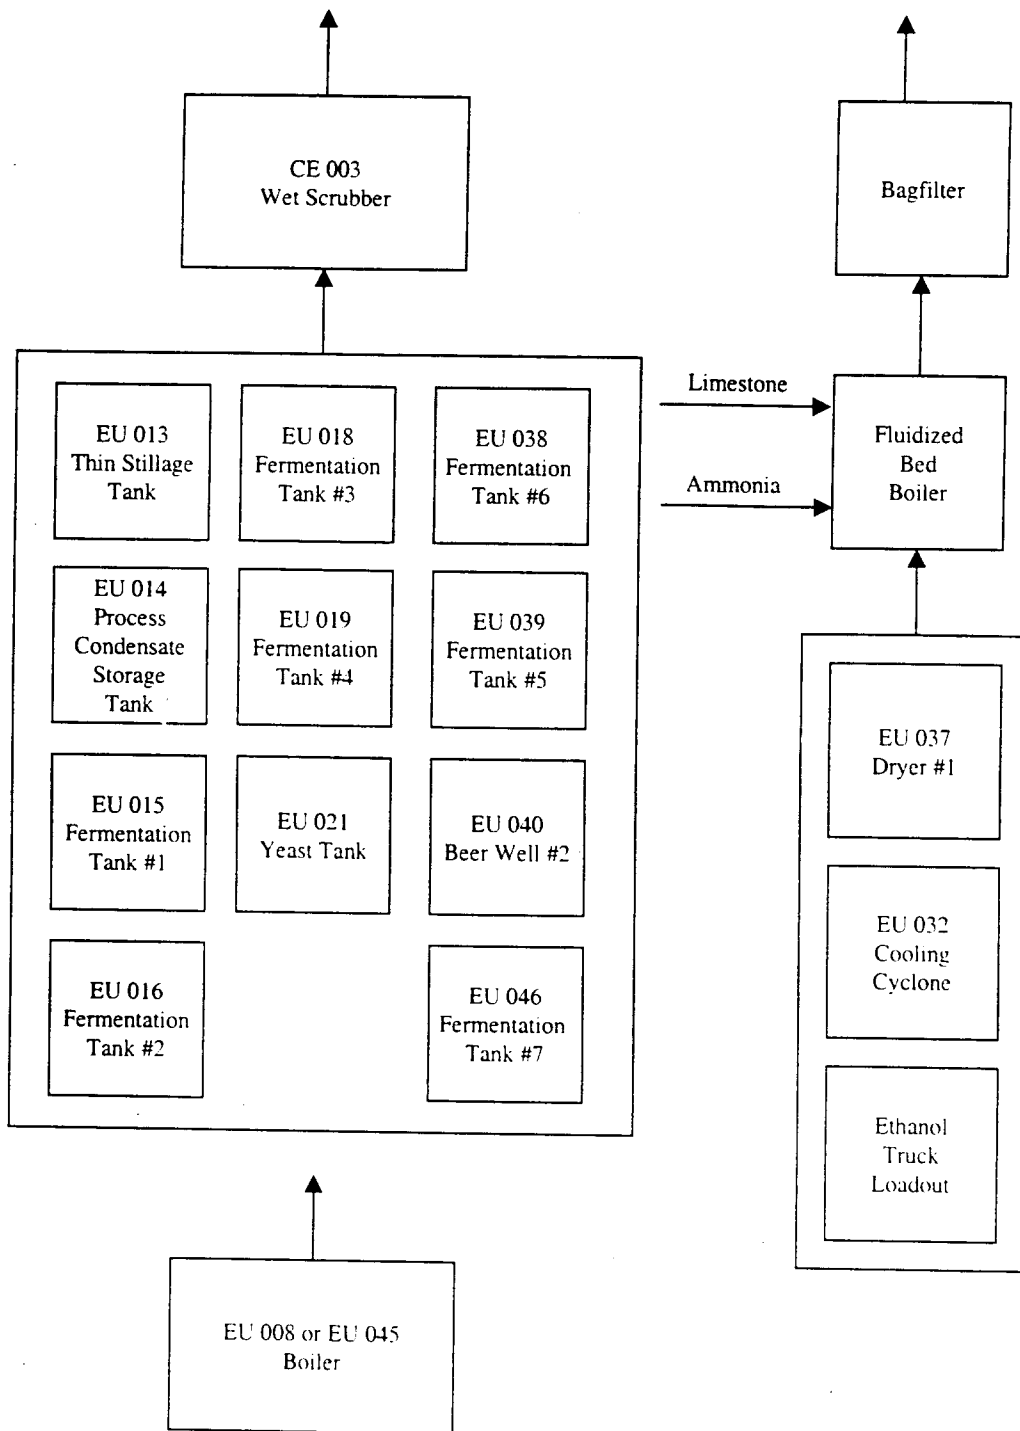 CE 003
Wet Scrubber
Bagfilter
EU 013
Thin Stillage
Tank
EU 018
Fermentation
Tank #3
EU 038
Fermentation
Tank #6
Limestone
Ammonia
Fluidized
Bed
Boiler
EU 014
Process
Condensate
Storage
Tank
EU 019
Fermentation
Tank #4
EU 039
Fermentation
Tank #5
EU 015
Fermentation
Tank #1
EU 021
Yeast Tank
EU 040
Beer Well #2
EU 016
Fermentation
Tank #2
EU 046
Fermentation
Tank #7
EU 037
Dryer #1
EU 032
Cooling
Cyclone
Ethanol
Truck
Loadout
EU 008 or EU 045
Boiler